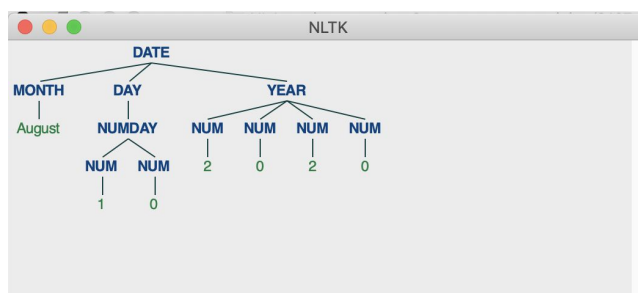 NLTK
DATE
MONTH DAY YEAR
August NUMDAY NUM NUM NUM NUM
NUM NUM 2 0 2 0
1 0